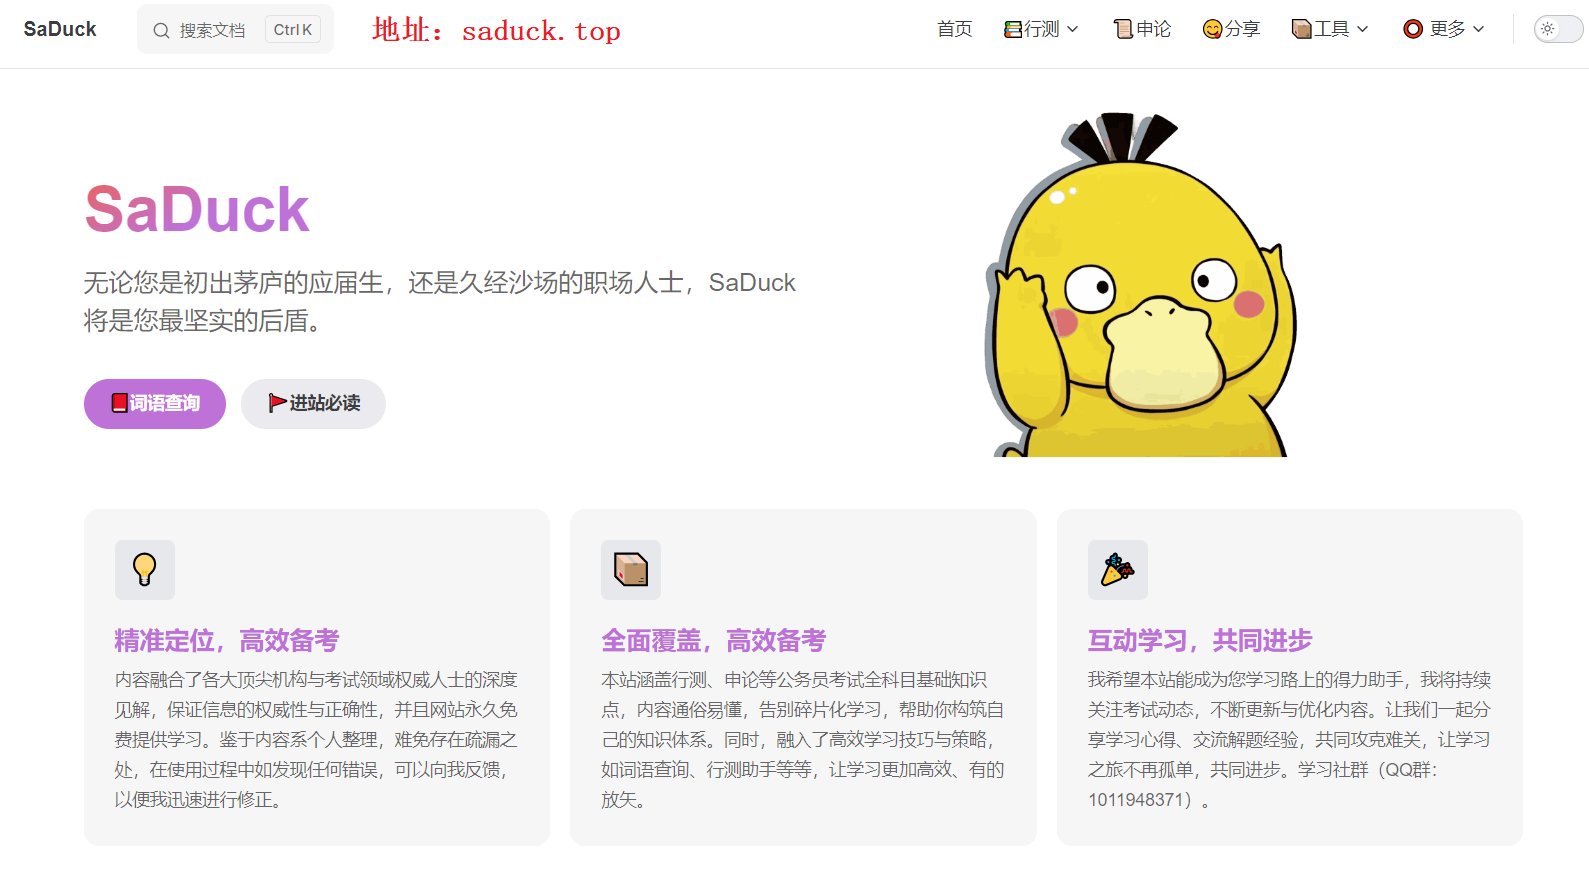 SaDuck
搜索文档
Ctrl K
地址：saduck.top
首页
行测
申论
分享
工具
更多
SaDuck
无论您是初出茅庐的应届生，还是久经沙场的职场人士，SaDuck
将是您最坚实的后盾。
词语查询
进站必读
精准定位，高效备考
内容融合了各大顶尖机构与考试领域权威人士的深度
见解，保证信息的权威性与正确性，并且网站永久免
费提供学习。鉴于内容系个人整理，难免存在疏漏之
处，在使用过程中如发现任何错误，可以向我反馈，
以便我迅速进行修正。
全面覆盖，高效备考
本站涵盖行测、申论等公务员考试全科目基础知识
点，内容通俗易懂，告别碎片化学习，帮助你构筑自
己的知识体系。同时，融入了高效学习技巧与策略，
如词语查询、行测助手等等，让学习更加高效、有的
放矢。
互动学习，共同进步
我希望本站能成为您学习路上的得力助手，我将持续
关注考试动态，不断更新与优化内容。让我们一起分
享学习心得、交流解题经验，共同攻克难关，让学习
之旅不再孤单，共同进步。学习社群（QQ群：
1011948371）。